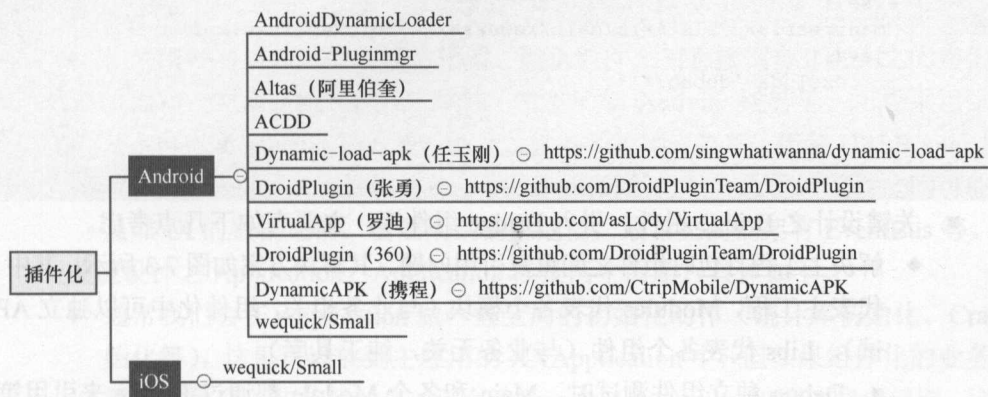 AndroidDynamicLoader
Android-Pluginmgr
Altas（阿里伯奎）
ACDD
Dynamic-load-apk（任玉刚） https://github.com/singwhatiwanna/dynamic-load-apk
Android
DroidPlugin（张勇） https://github.com/DroidPluginTeam/DroidPlugin
VirtualApp（罗迪） https://github.com/asLody/VirtualApp
插件化
DroidPlugin（360） https://github.com/DroidPluginTeam/DroidPlugin
DynamicAPK（携程） https://github.com/CtripMobile/DynamicAPK
wequick/Small
iOS wequick/Small